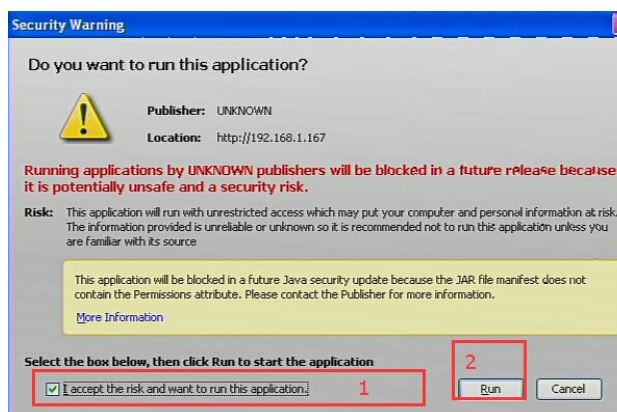 Security Warning
Do you want to run this application?
Publisher: UNKNOWN
Location: http://192.168.1.167
Running applications by UNKNOWN publishers will be blocked in a future release because
it is potentially unsafe and a security risk.
Risk: This application will run with unrestricted access which may put your computer and personal information at risk.
The information provided is unreliable or unknown so it is recommended not to run this application unless you
are familiar with its source
This application will be blocked in a future Java security update because the JAR file manifest does not
contain the Permissions attribute. Please contact the Publisher for more information.
More Information
Select the box below, then click Run to start the application
2
I accept the risk and want to run this application. 1 Run Cancel